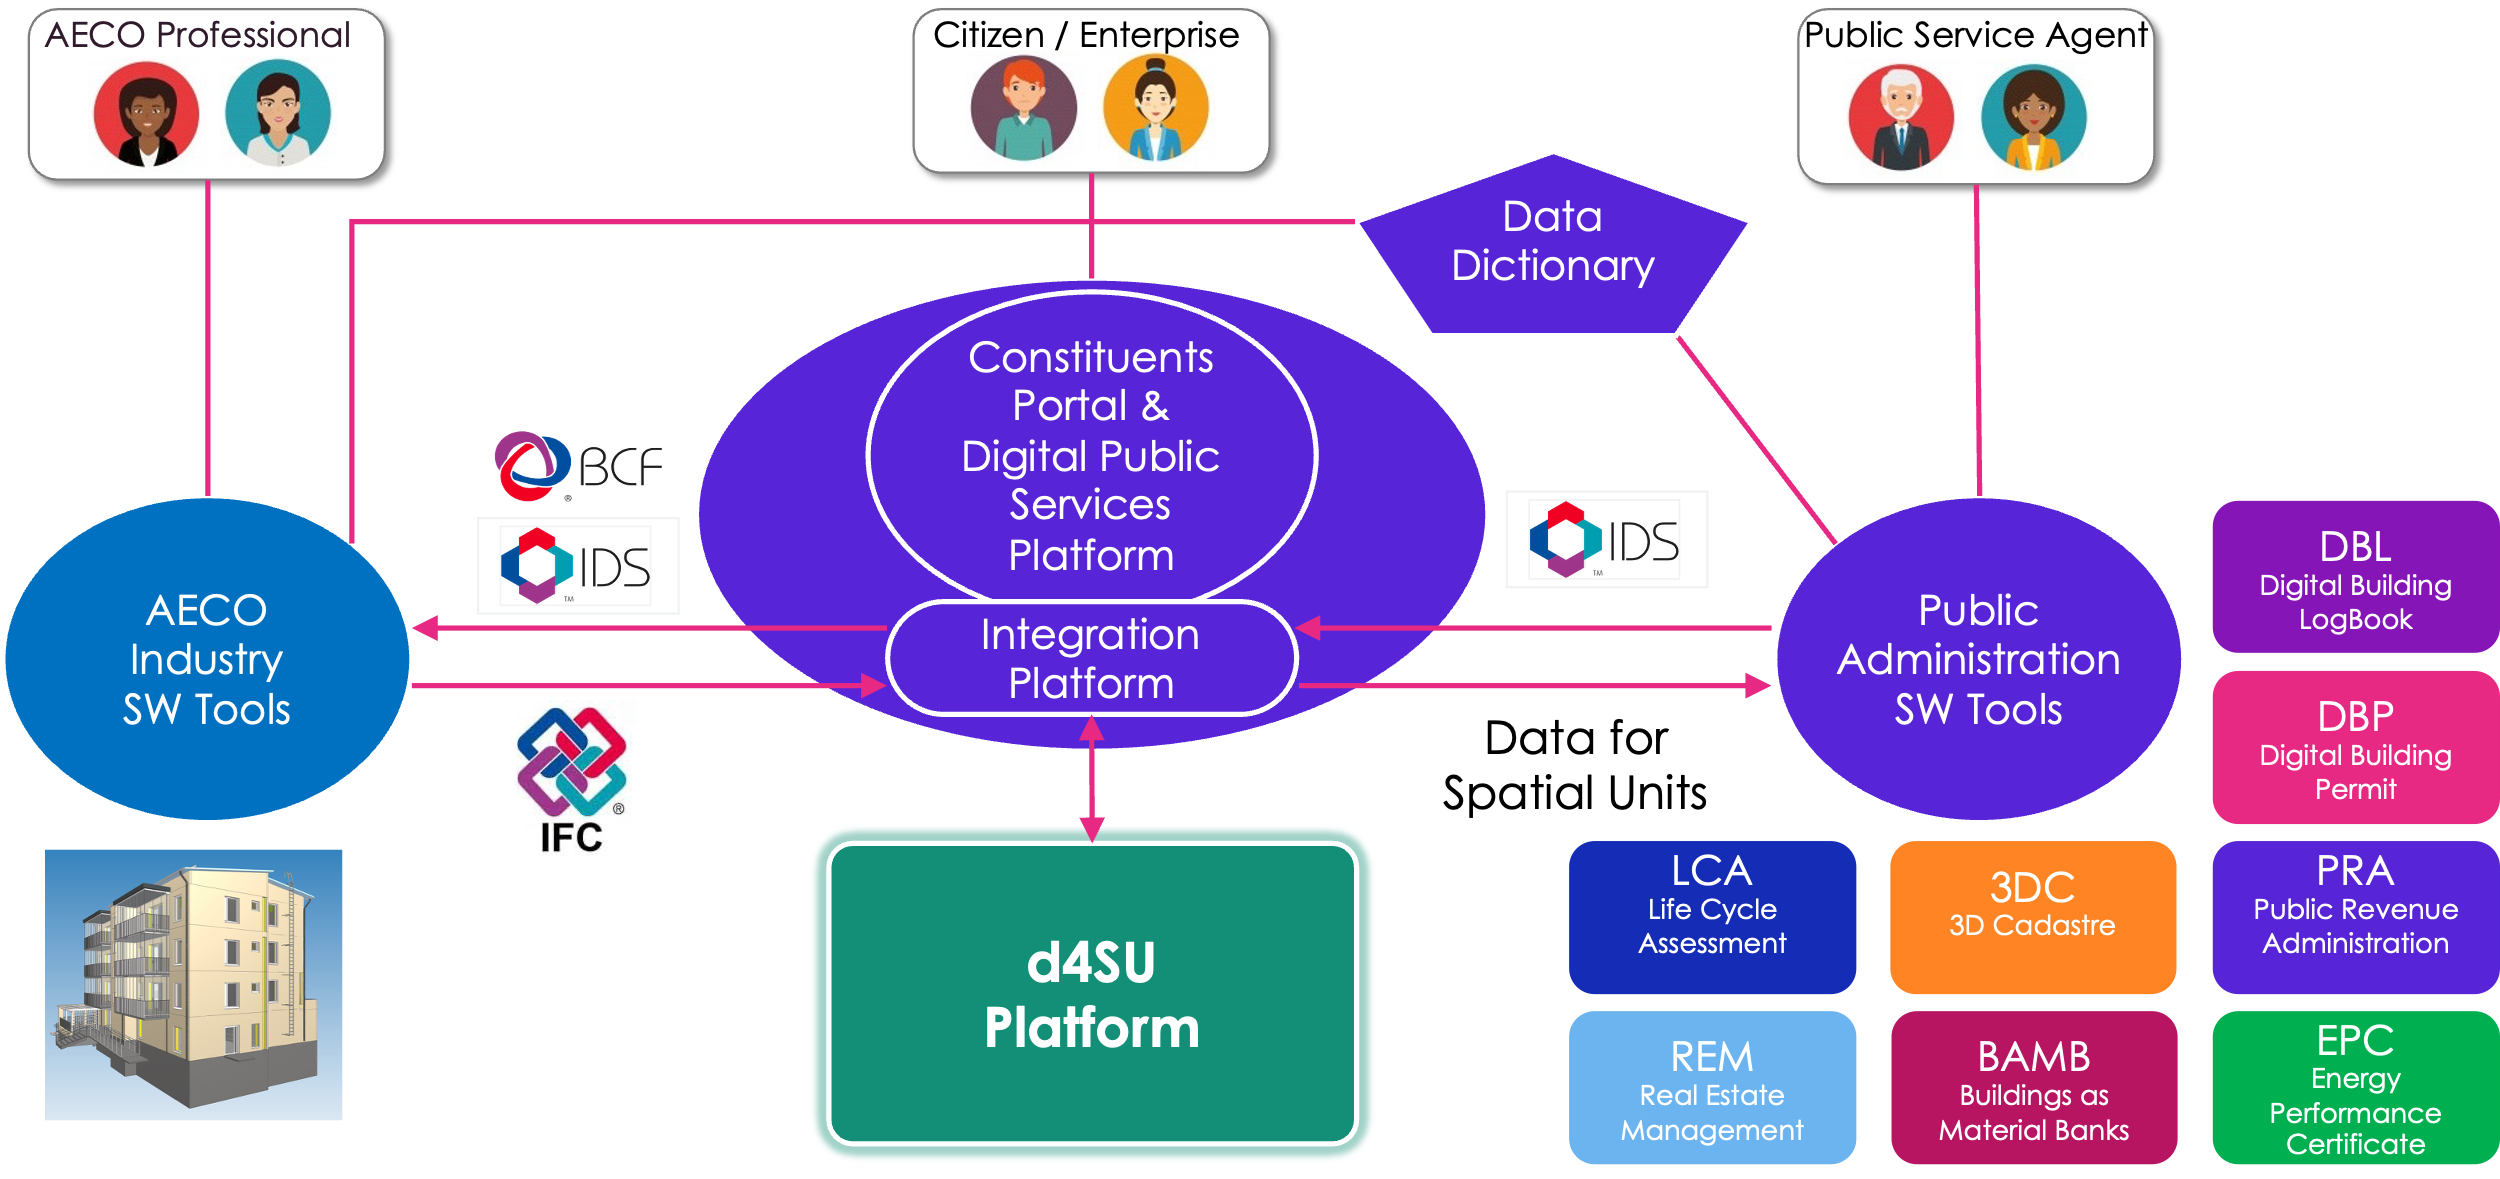 AECO Professional
Citizen / Enterprise
Public Service Agent
Data
Dictionary
Constituents
Portal &
Digital Public
Services
Platform
Integration
Platform
® BCF
IDS
TM
IDS
TM
AECO
Industry
SW Tools
Public
Administration
SW Tools
®
IFC
Data for
Spatial Units
d4SU
Platform
DBL
Digital Building
LogBook
DBP
Digital Building
Permit
LCA
Life Cycle
Assessment
3DC
3D Cadastre
PRA
Public Revenue
Administration
REM
Real Estate
Management
BAMB
Buildings as
Material Banks
EPC
Energy
Performance
Certificate